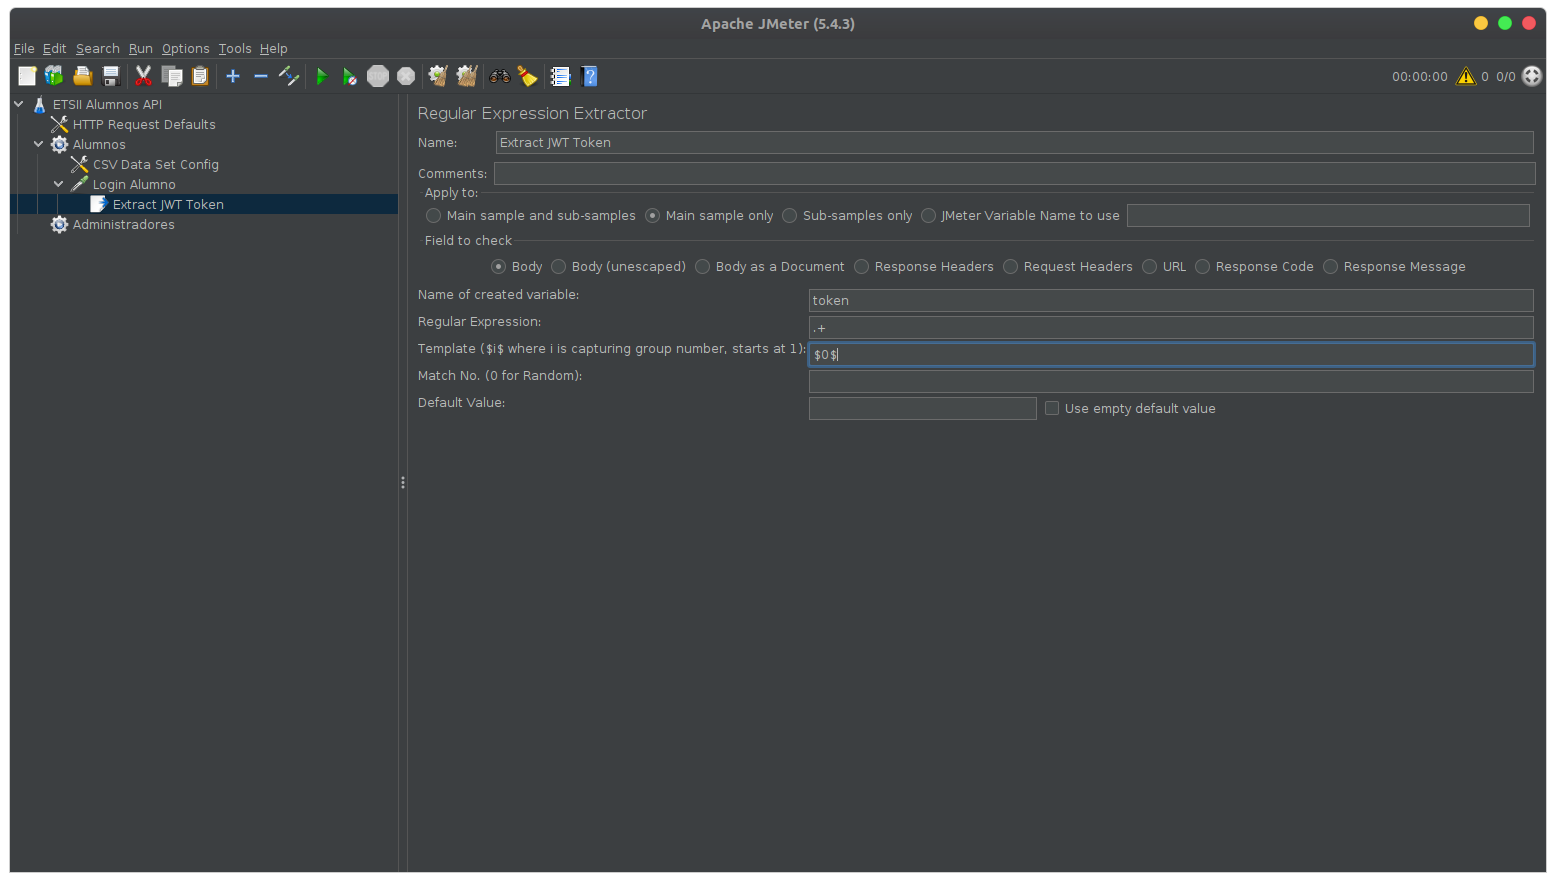 Apache JMeter (5.4.3)
File Edit Search Run Options Tools Help
STOP 00:00:00 0 0/0
ETSII Alumnos API
HTTP Request Defaults
Alumnos
CSV Data Set Config
Login Alumno
Extract JWT Token
Administradores
Regular Expression Extractor
Name: Extract JWT Token
Comments:
Apply to:
Main sample and sub-samples Main sample only Sub-samples only JMeter Variable Name to use
Field to check
Body Body (unescaped) Body as a Document Response Headers Request Headers URL Response Code Response Message
Name of created variable: token
Regular Expression: .+
Template ($i$ where i is capturing group number, starts at 1): $0$
Match No. (0 for Random):
Default Value: Use empty default value